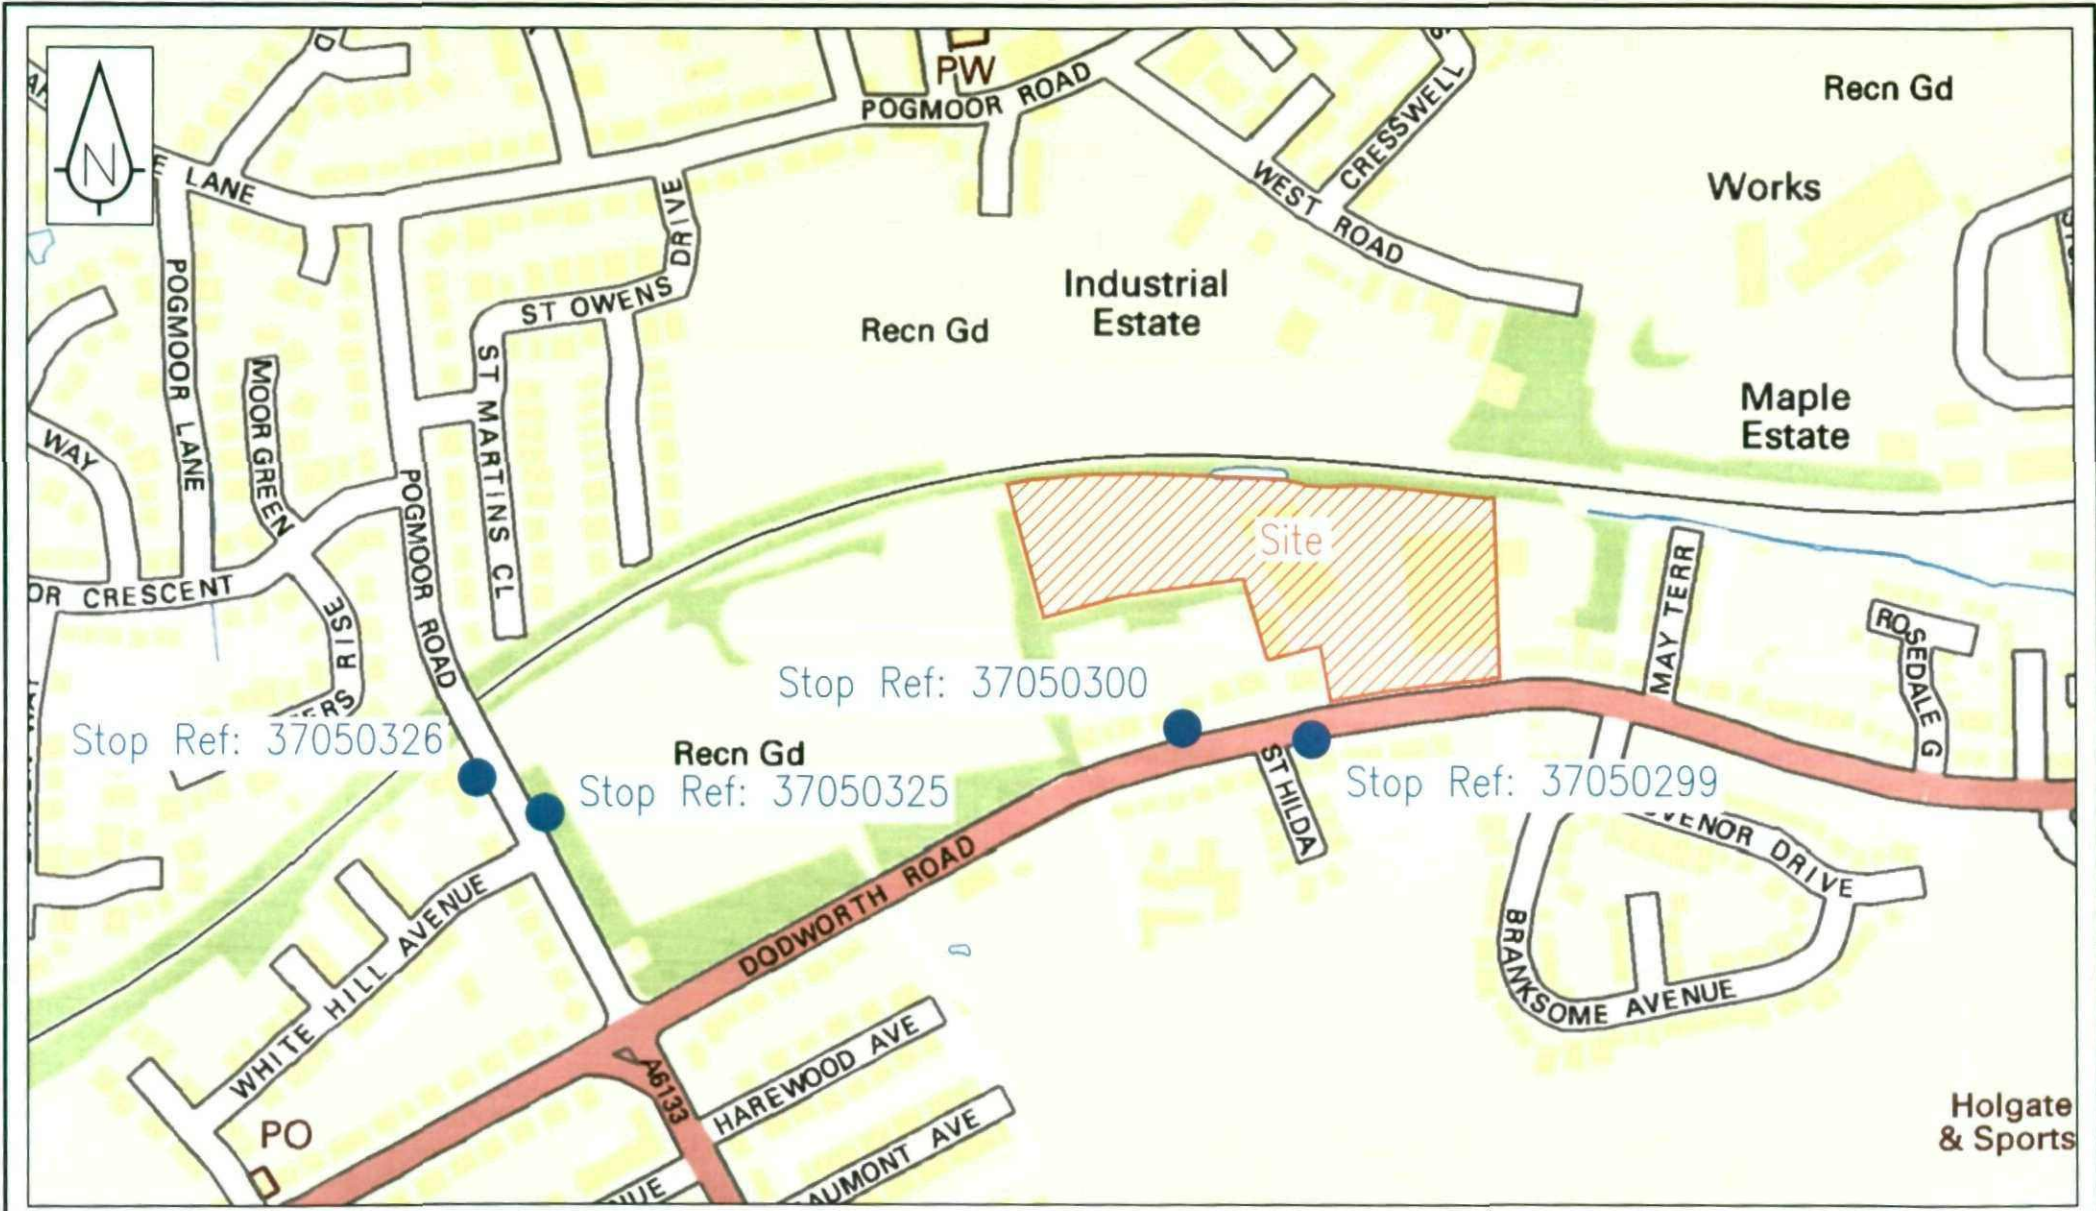 N
PW
POGMOOR ROAD
Recn Gd
CRESSWELL
Works
LANE
WEST ROAD
DRIVE
POGMOOR LANE
ST OWENS
Industrial
Estate
Recn Gd
MOOR GREEN
ST MARTINS CL
Maple
Estate
WAY
POGMOOR ROAD
Site
MAY TERR
OR CRESCENT
RISE
ERS
ROSEDALE G
Stop Ref: 37050300
Stop Ref: 37050326
Recn Gd
Stop Ref: 37050325
ST HILDA
Stop Ref: 37050299
VENOR DRIVE
DODWORTH ROAD
WHITE HILL AVENUE
BRANKSOME AVENUE
A6133
HAREWOOD AVE
PO
Holgate
& Sports
AUMONT AVE
NUE